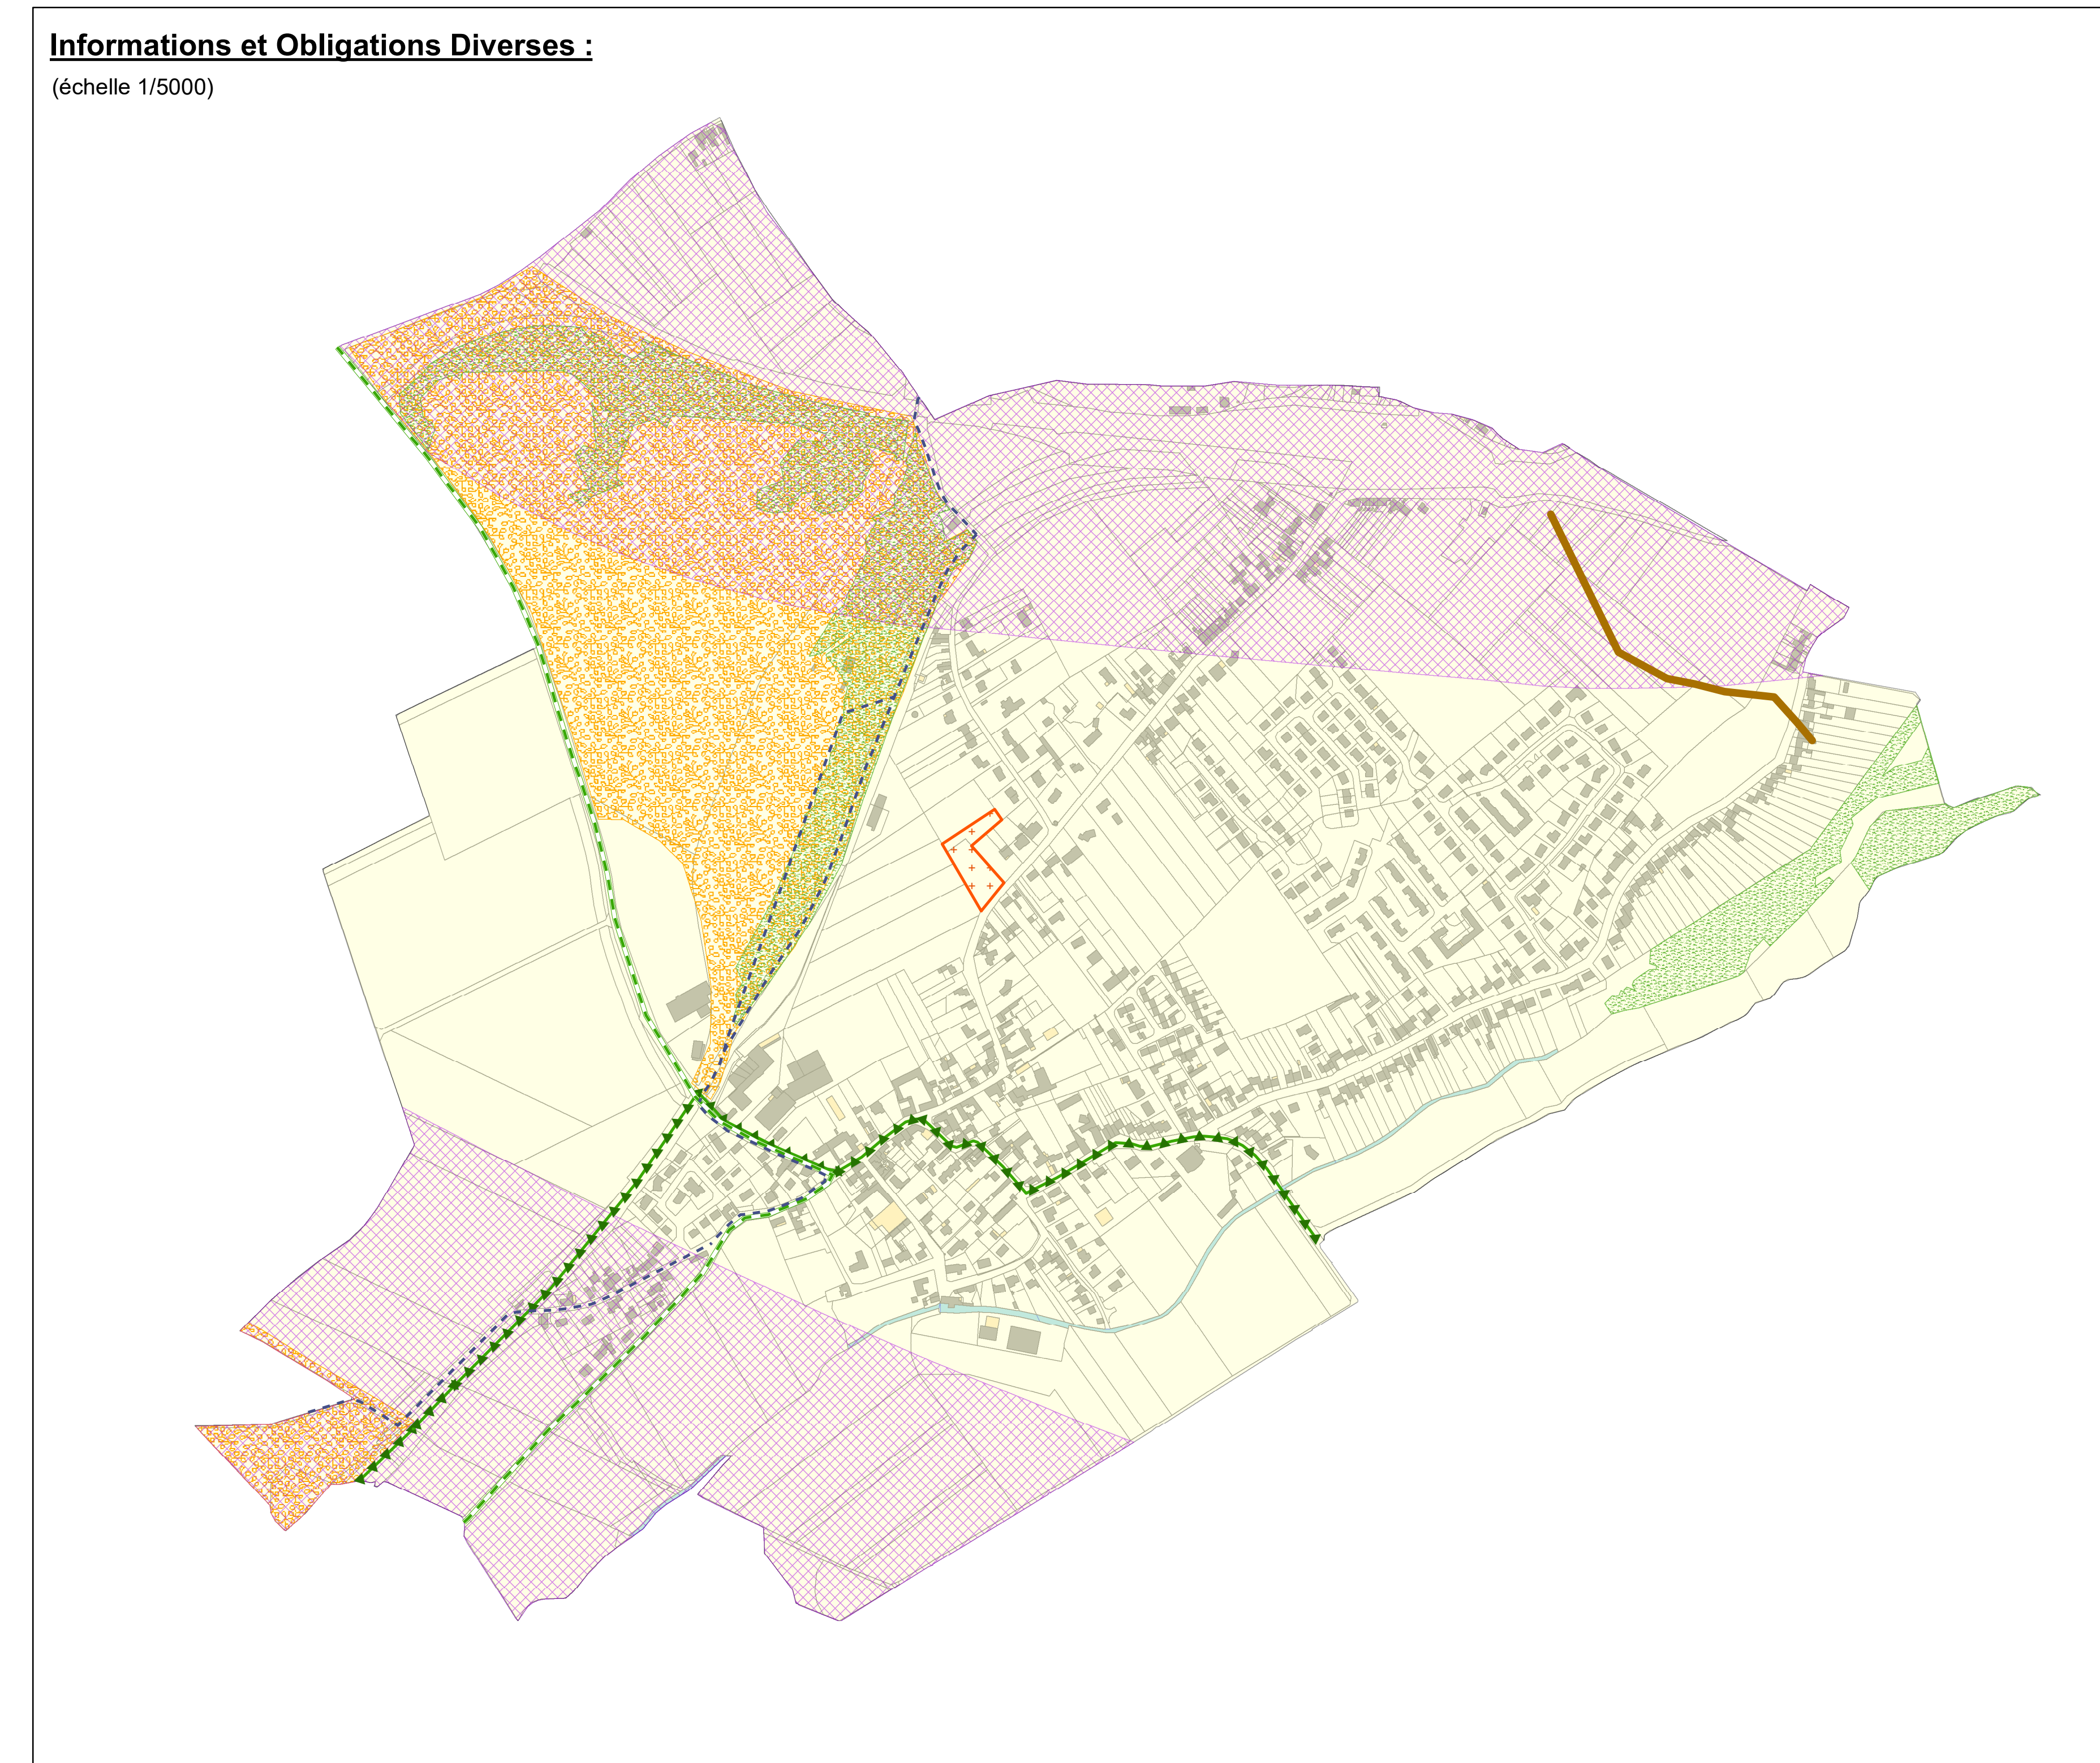 Informations et Obligations Diverses :
(échelle 1/5000)